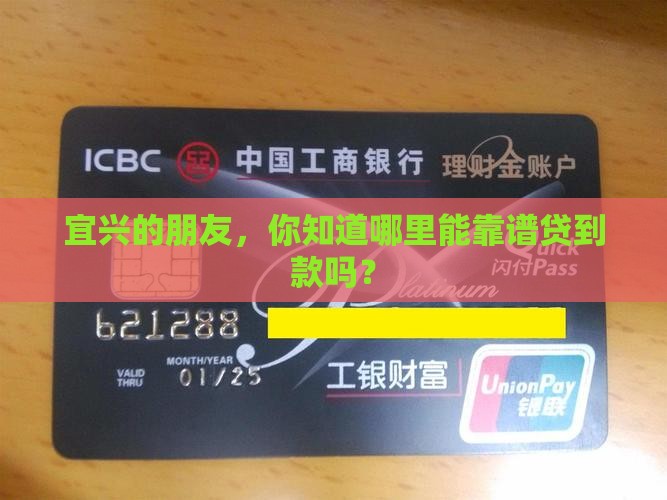 ICBC 中国工商银行 理财金账户
宜兴的朋友，你知道哪里能靠谱贷到
款吗？
Quick
闪付Pass
Platinum
621288
MONTH/YEAR
VALID
THRU
01/25
工银财富
UnionPay
银联